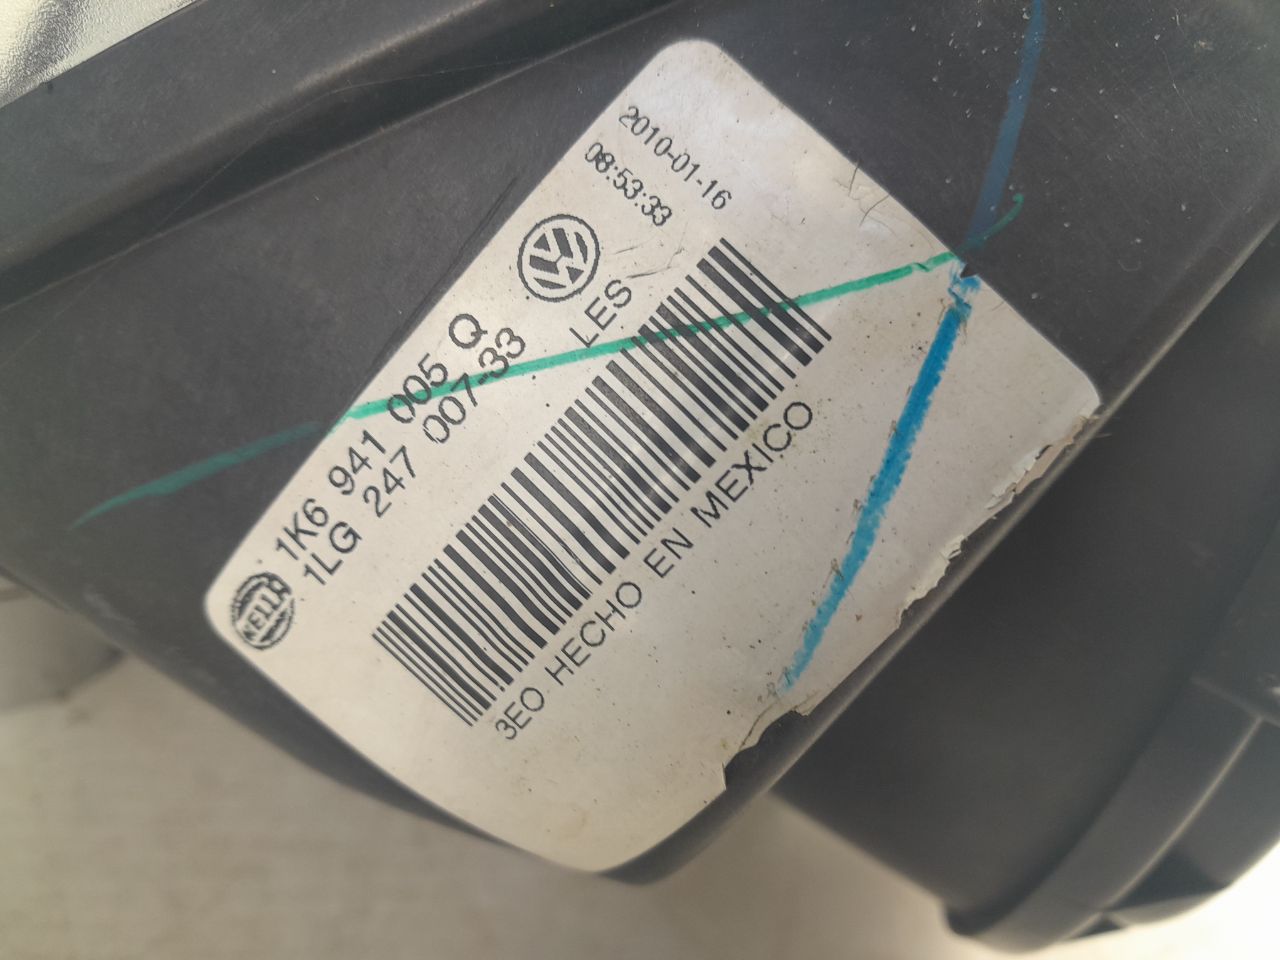 2010-01-16
08:53:33
1K6 941 005 Q
1LG 247 007-33
LES
3EO HECHO EN MEXICO
HELLA